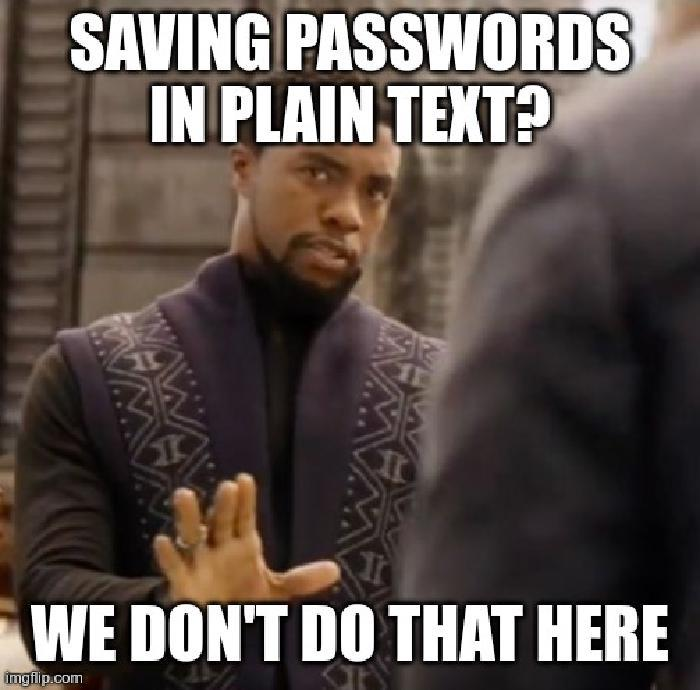 SAVING PASSWORDS
IN PLAIN TEXT?
WE DON'T DO THAT HERE
imgflip.com